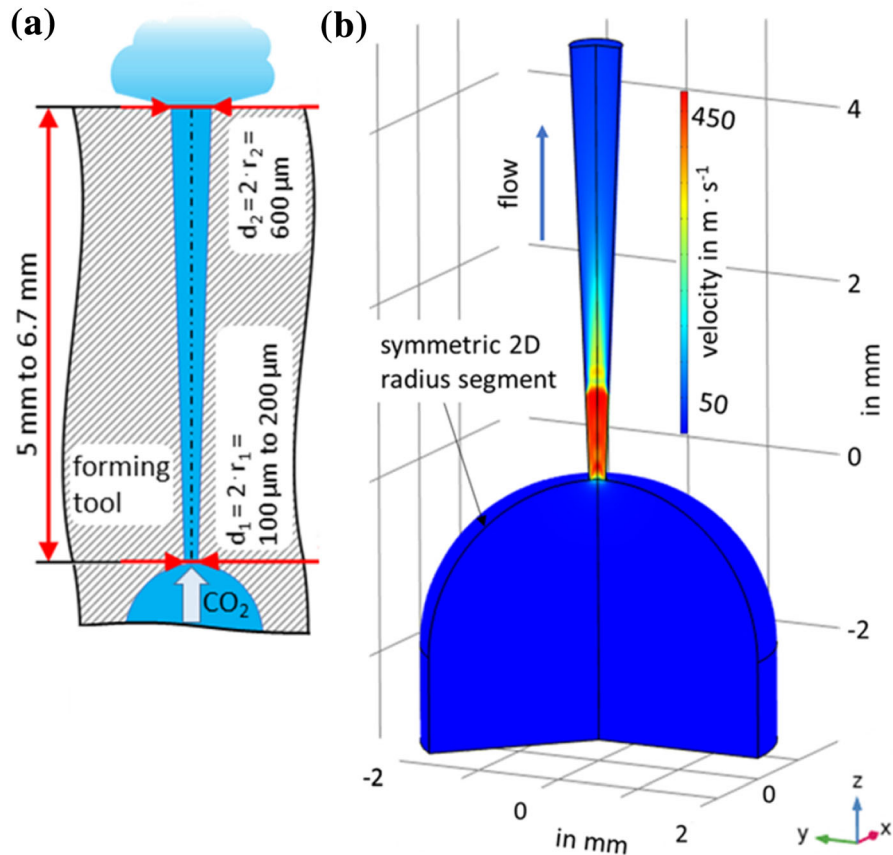 (a)
5 mm to 6.7 mm
d₂= 2 · r₂ =
600 µm
d₁= 2 · r₁ =
100 µm to 200 µm
forming
tool
CO₂
(b)
flow
symmetric 2D
radius segment
450
velocity in m · s⁻¹
50
4
2
0
-2
in mm
-2
0
2
in mm
0
z
y
x